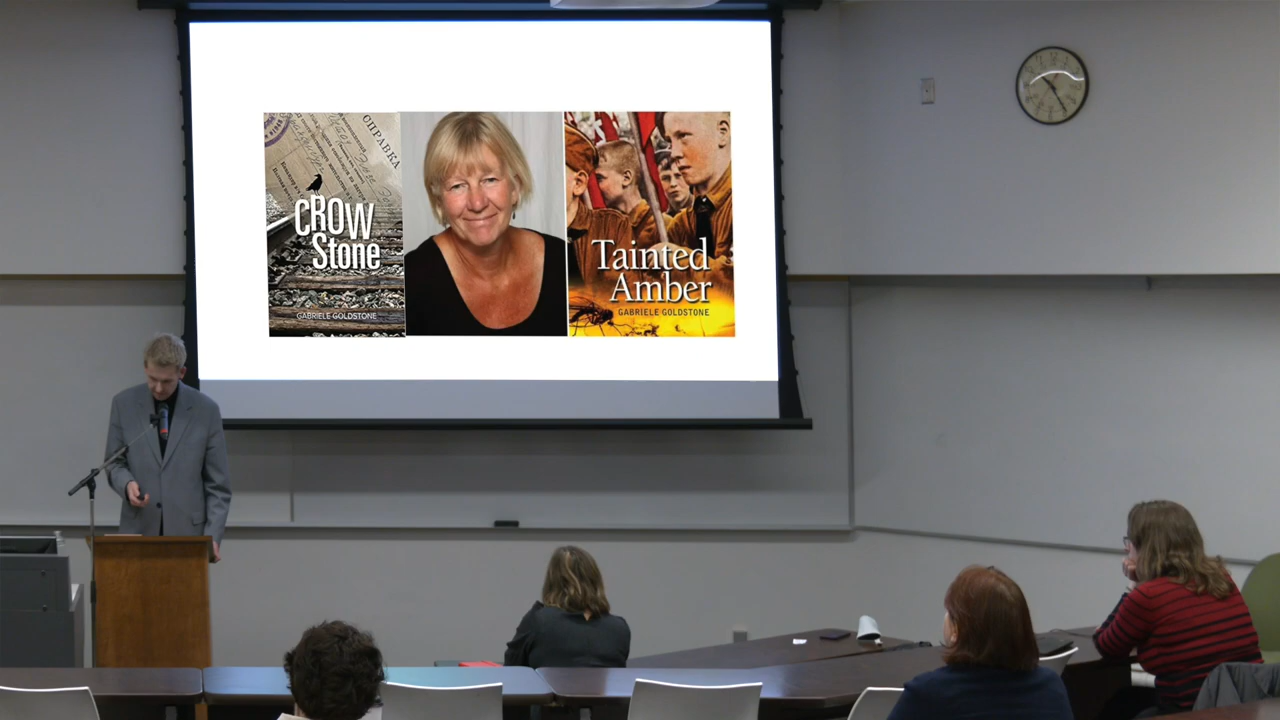 СПРАВКА
CROW
Stone
GABRIELE GOLDSTONE
Tainted
Amber
GABRIELE GOLDSTONE